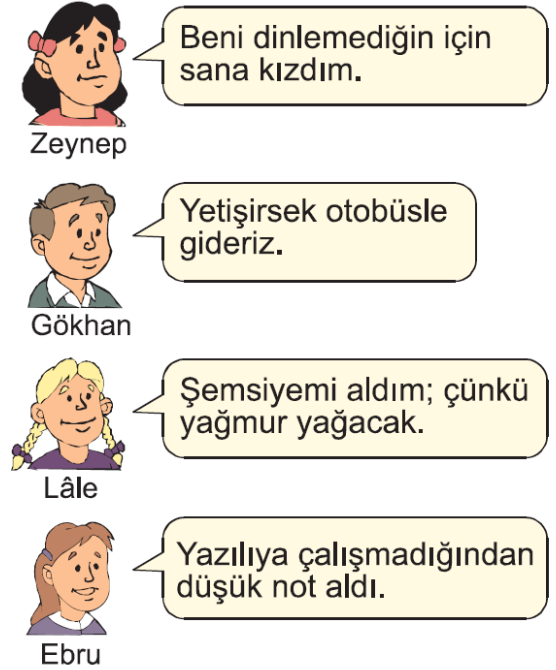 Beni dinlemediğin için
sana kızdım.
Zeynep
Yetişirsek otobüsle
gideriz.
Gökhan
Şemsiyemi aldım; çünkü
yağmur yağacak.
Lâle
Yazılıya çalışmadığından
düşük not aldı.
Ebru